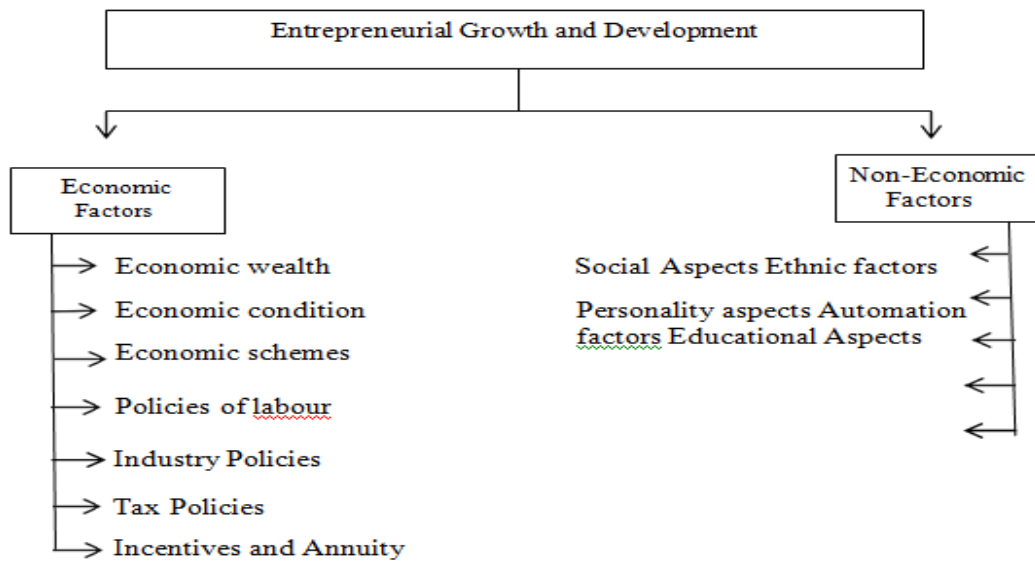 Entrepreneurial Growth and Development
Economic
Factors
Economic wealth
Economic condition
Economic schemes
Policies of labour
Industry Policies
Tax Policies
Incentives and Annuity
Non-Economic
Factors
Social Aspects Ethnic factors
Personality aspects Automation
factors Educational Aspects